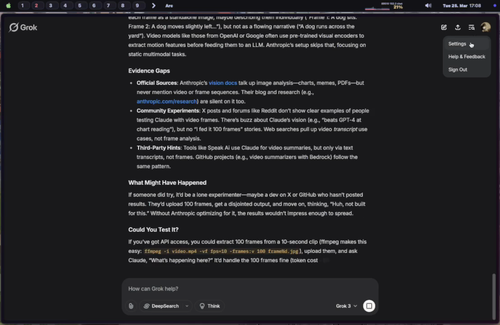 1 2 3 4 5 6 7 8 9
Arc
37%
Tue 25. Mar 17:08
Grok
Settings
Help & Feedback
Sign Out
each frame as a standalone image, maybe describing them individually ("Frame 1: A dog sits.
Frame 2: A dog moves slightly left..."), but not as a flowing narrative ("A dog runs across the
yard"). Video models like those from OpenAI or Google often use pre-trained visual encoders to
extract motion features before feeding them to an LLM. Anthropic's setup skips that, focusing on
static multimodal tasks.
Evidence Gaps
• Official Sources: Anthropic's vision docs talk up image analysis—charts, memes, PDFs—but
never mention video or frame sequences. Their blog and research (e.g.,
anthropic.com/research) are silent on it too.
• Community Experiments: X posts and forums like Reddit don't show clear examples of people
testing Claude with video frames. There's buzz about Claude's vision (e.g., "beats GPT-4 at
chart reading"), but no "I fed it 100 frames" stories. Web searches pull up video transcript use
cases, not frame analysis.
• Third-Party Hints: Tools like Speak AI use Claude for video summaries, but only via text
transcripts, not frames. GitHub projects (e.g., video summarizers with Bedrock) follow the
same pattern.
What Might Have Happened
If someone did try, it'd be a lone experimenter—maybe a dev on X or GitHub who hasn't posted
results. They'd upload 100 frames, get a disjointed output, and move on, thinking, "Huh, not built
for this." Without Anthropic optimizing for it, the results wouldn't impress enough to spread.
Could You Test It?
If you've got API access, you could extract 100 frames from a 10-second clip (ffmpeg makes this
easy: ffmpeg -i video.mp4 -vf fps=10 -frames:v 100 frame%d.jpg), upload them, and ask
Claude, "What's happening here?" It'd handle the 100 frames fine (token cost
How can Grok help?
DeepSearch
Think
Grok 3